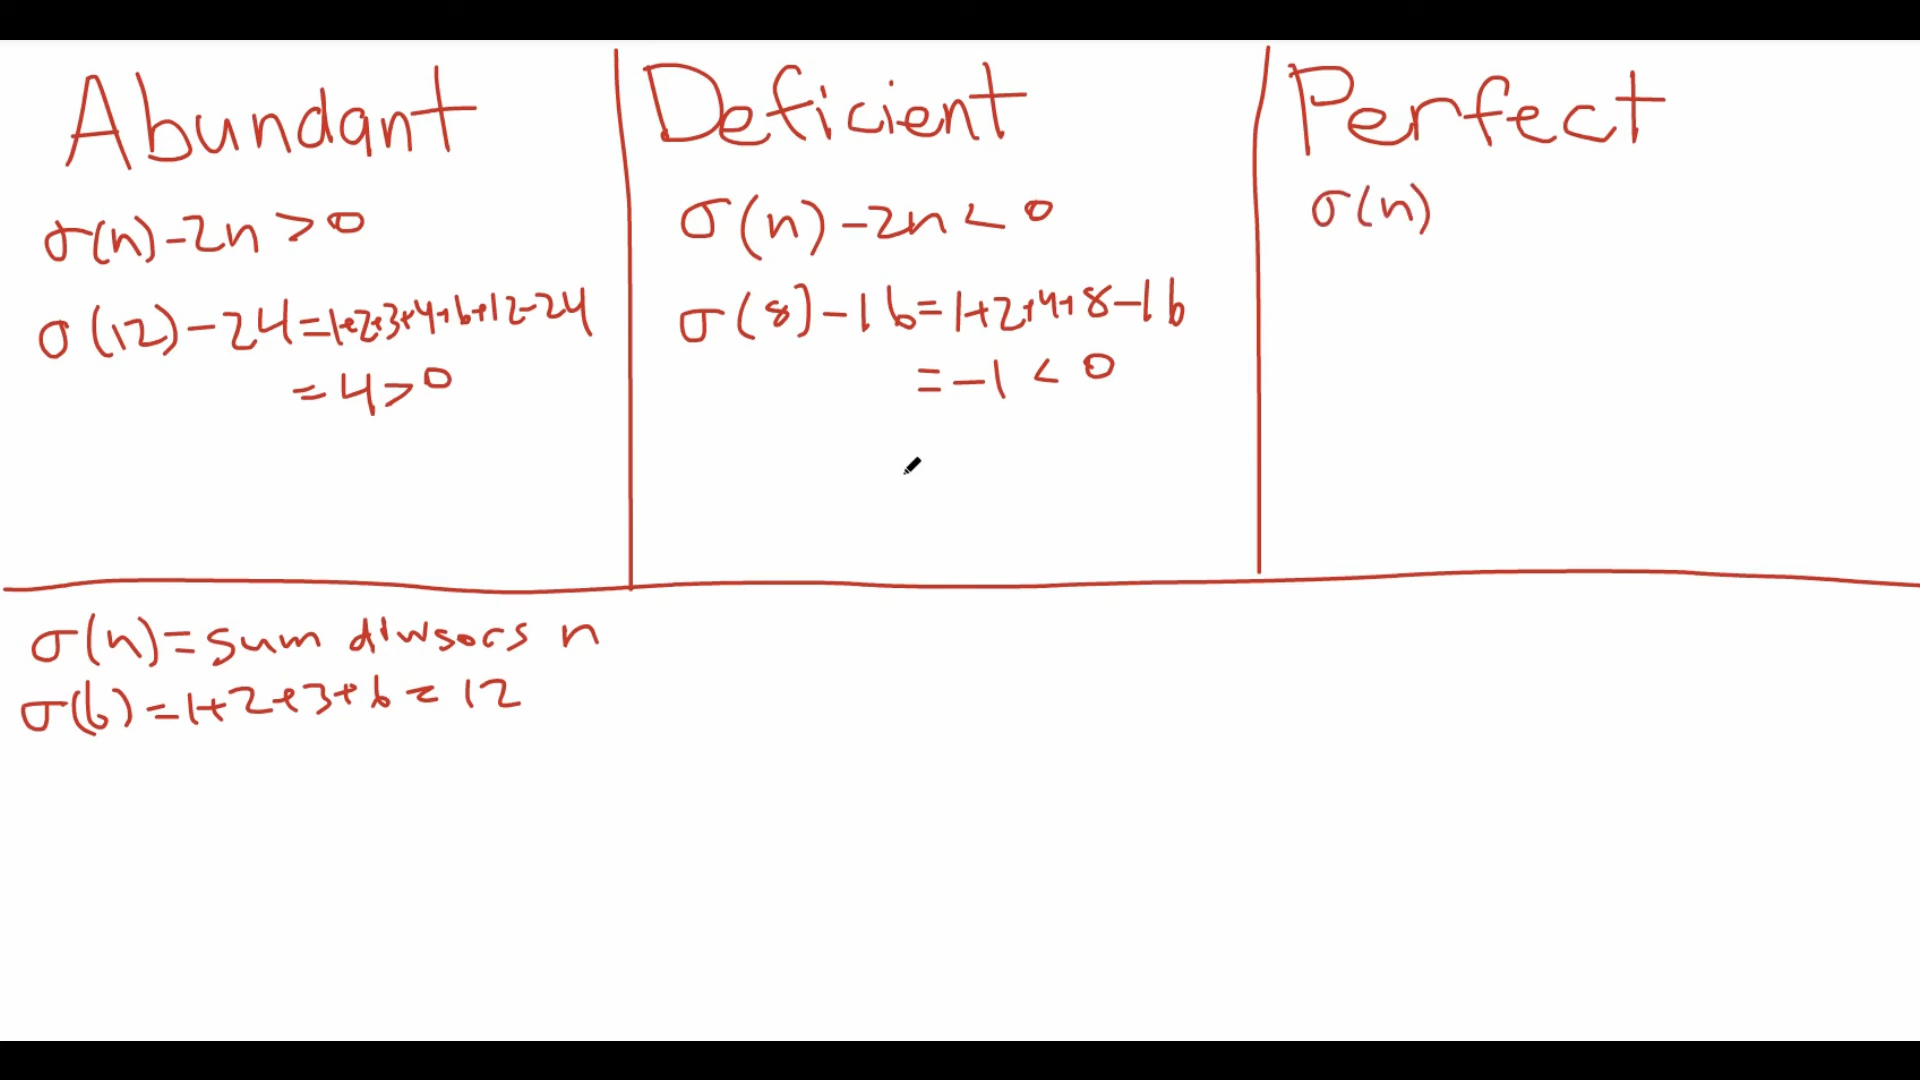 Abundant
σ(n)-2n>0
σ(12)-24=1+2+3+4+6+12-24
=4>0
Deficient
σ(n)-2n<0
σ(8)-16=1+2+4+8-16
=-1<0
Perfect
σ(n)
σ(n)=sum divisors n
σ(6)=1+2+3+6=12